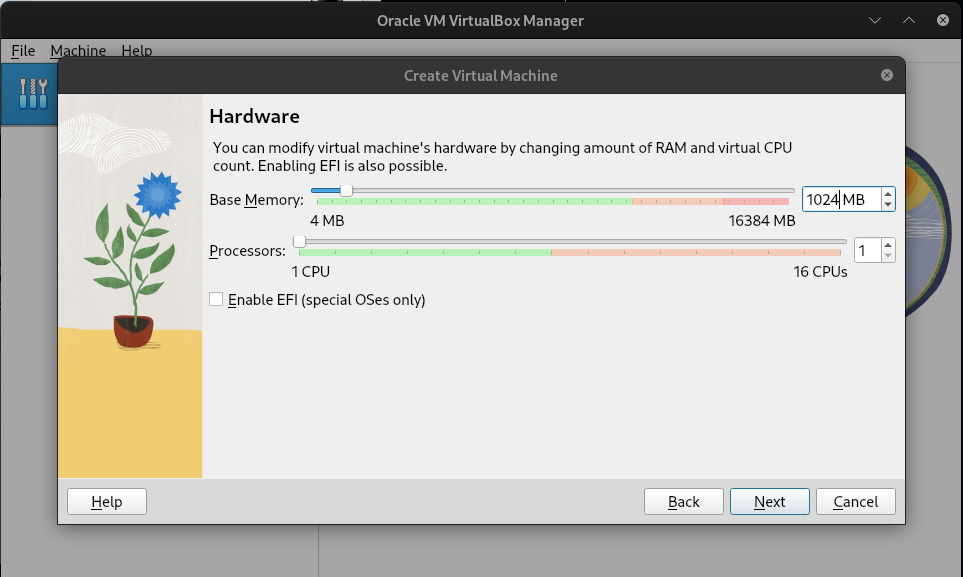 Oracle VM VirtualBox Manager
File Machine Help
Create Virtual Machine
Hardware
You can modify virtual machine's hardware by changing amount of RAM and virtual CPU
count. Enabling EFI is also possible.
Base Memory: 1024 MB
4 MB 16384 MB
Processors: 1
1 CPU 16 CPUs
Enable EFI (special OSes only)
Help Back Next Cancel